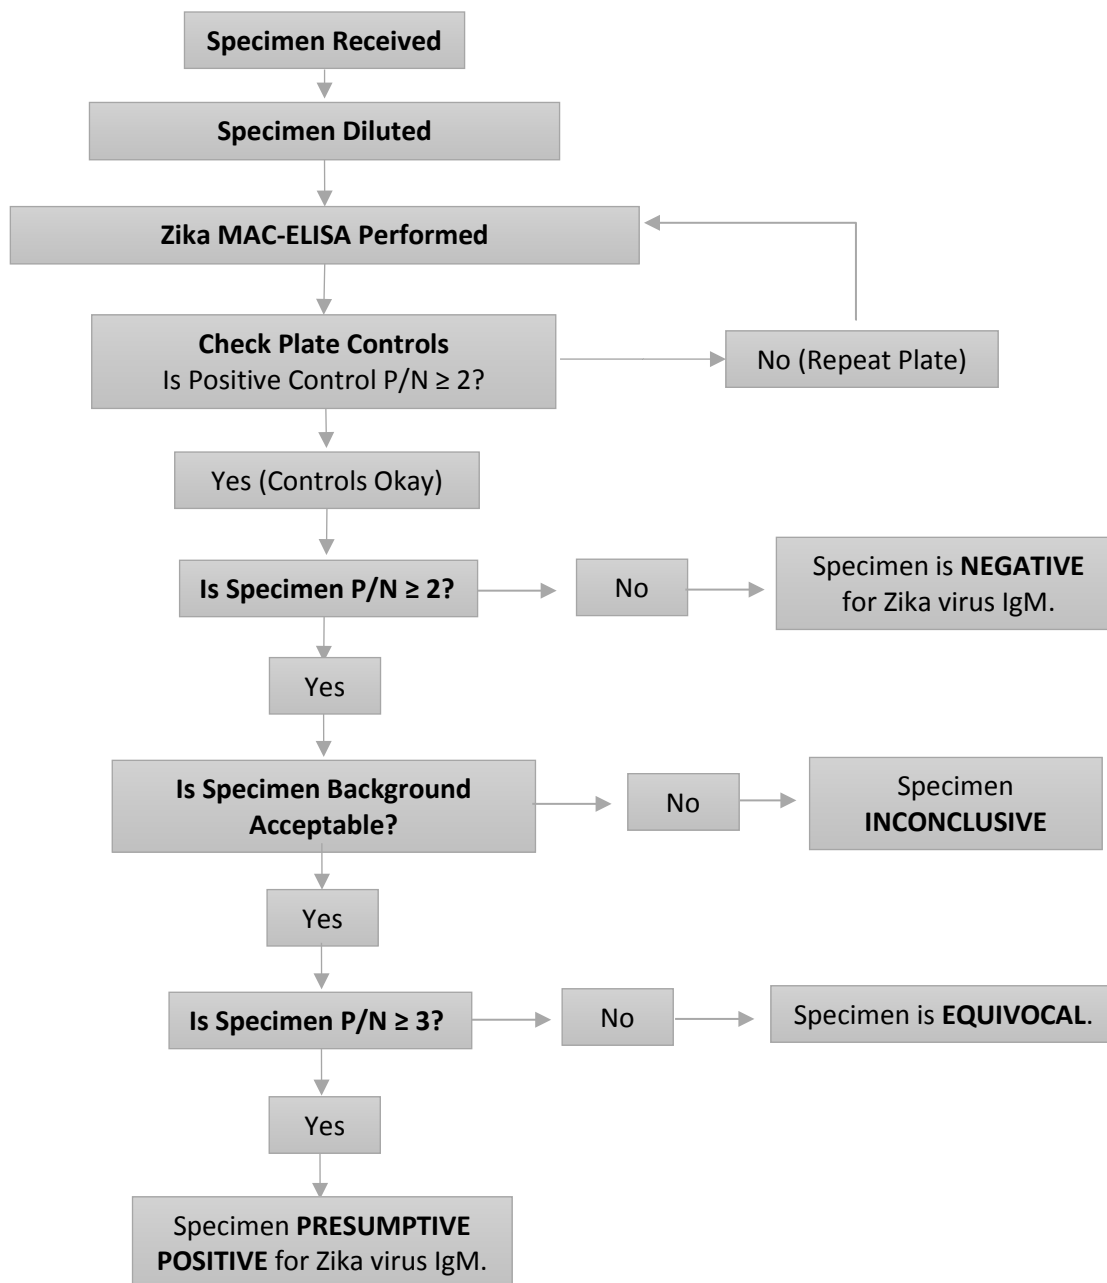 Specimen Received
Specimen Diluted
Zika MAC-ELISA Performed
Check Plate Controls
Is Positive Control P/N ≥ 2?
No (Repeat Plate)
Yes (Controls Okay)
Is Specimen P/N ≥ 2?
No
Specimen is NEGATIVE
for Zika virus IgM.
Yes
Is Specimen Background
Acceptable?
No
Specimen
INCONCLUSIVE
Yes
Is Specimen P/N ≥ 3?
No
Specimen is EQUIVOCAL.
Yes
Specimen PRESUMPTIVE
POSITIVE for Zika virus IgM.